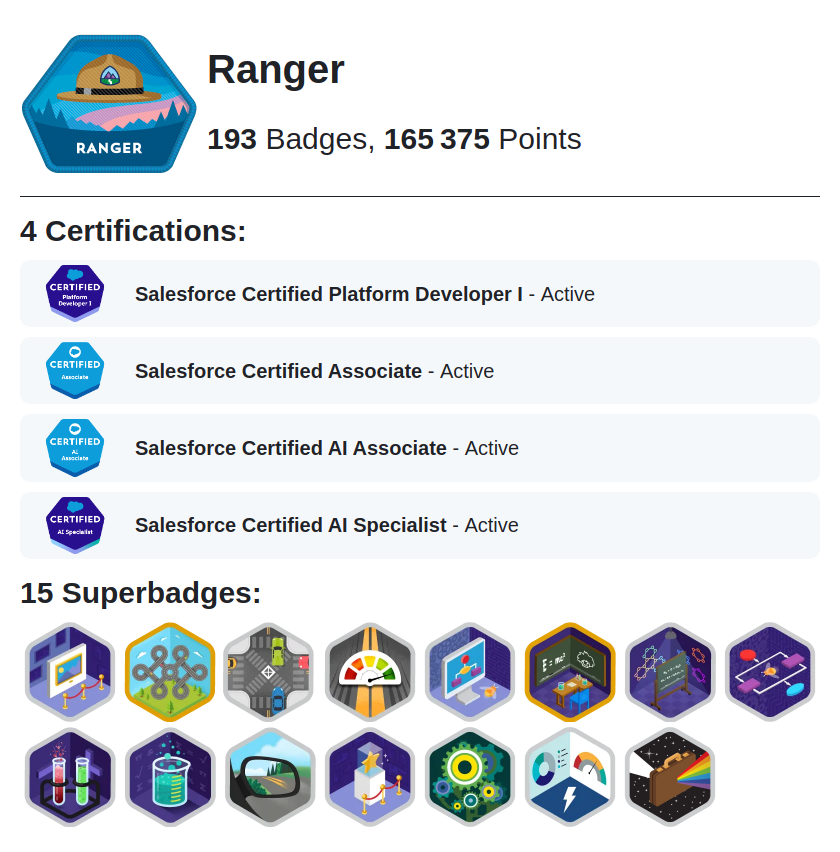 RANGER
Ranger
193 Badges, 165 375 Points
4 Certifications:
CERTIFIED
Platform
Developer I
Salesforce Certified Platform Developer I - Active
CERTIFIED
Associate
Salesforce Certified Associate - Active
CERTIFIED
AI
Associate
Salesforce Certified AI Associate - Active
CERTIFIED
AI Specialist
Salesforce Certified AI Specialist - Active
15 Superbadges:
E = mc²